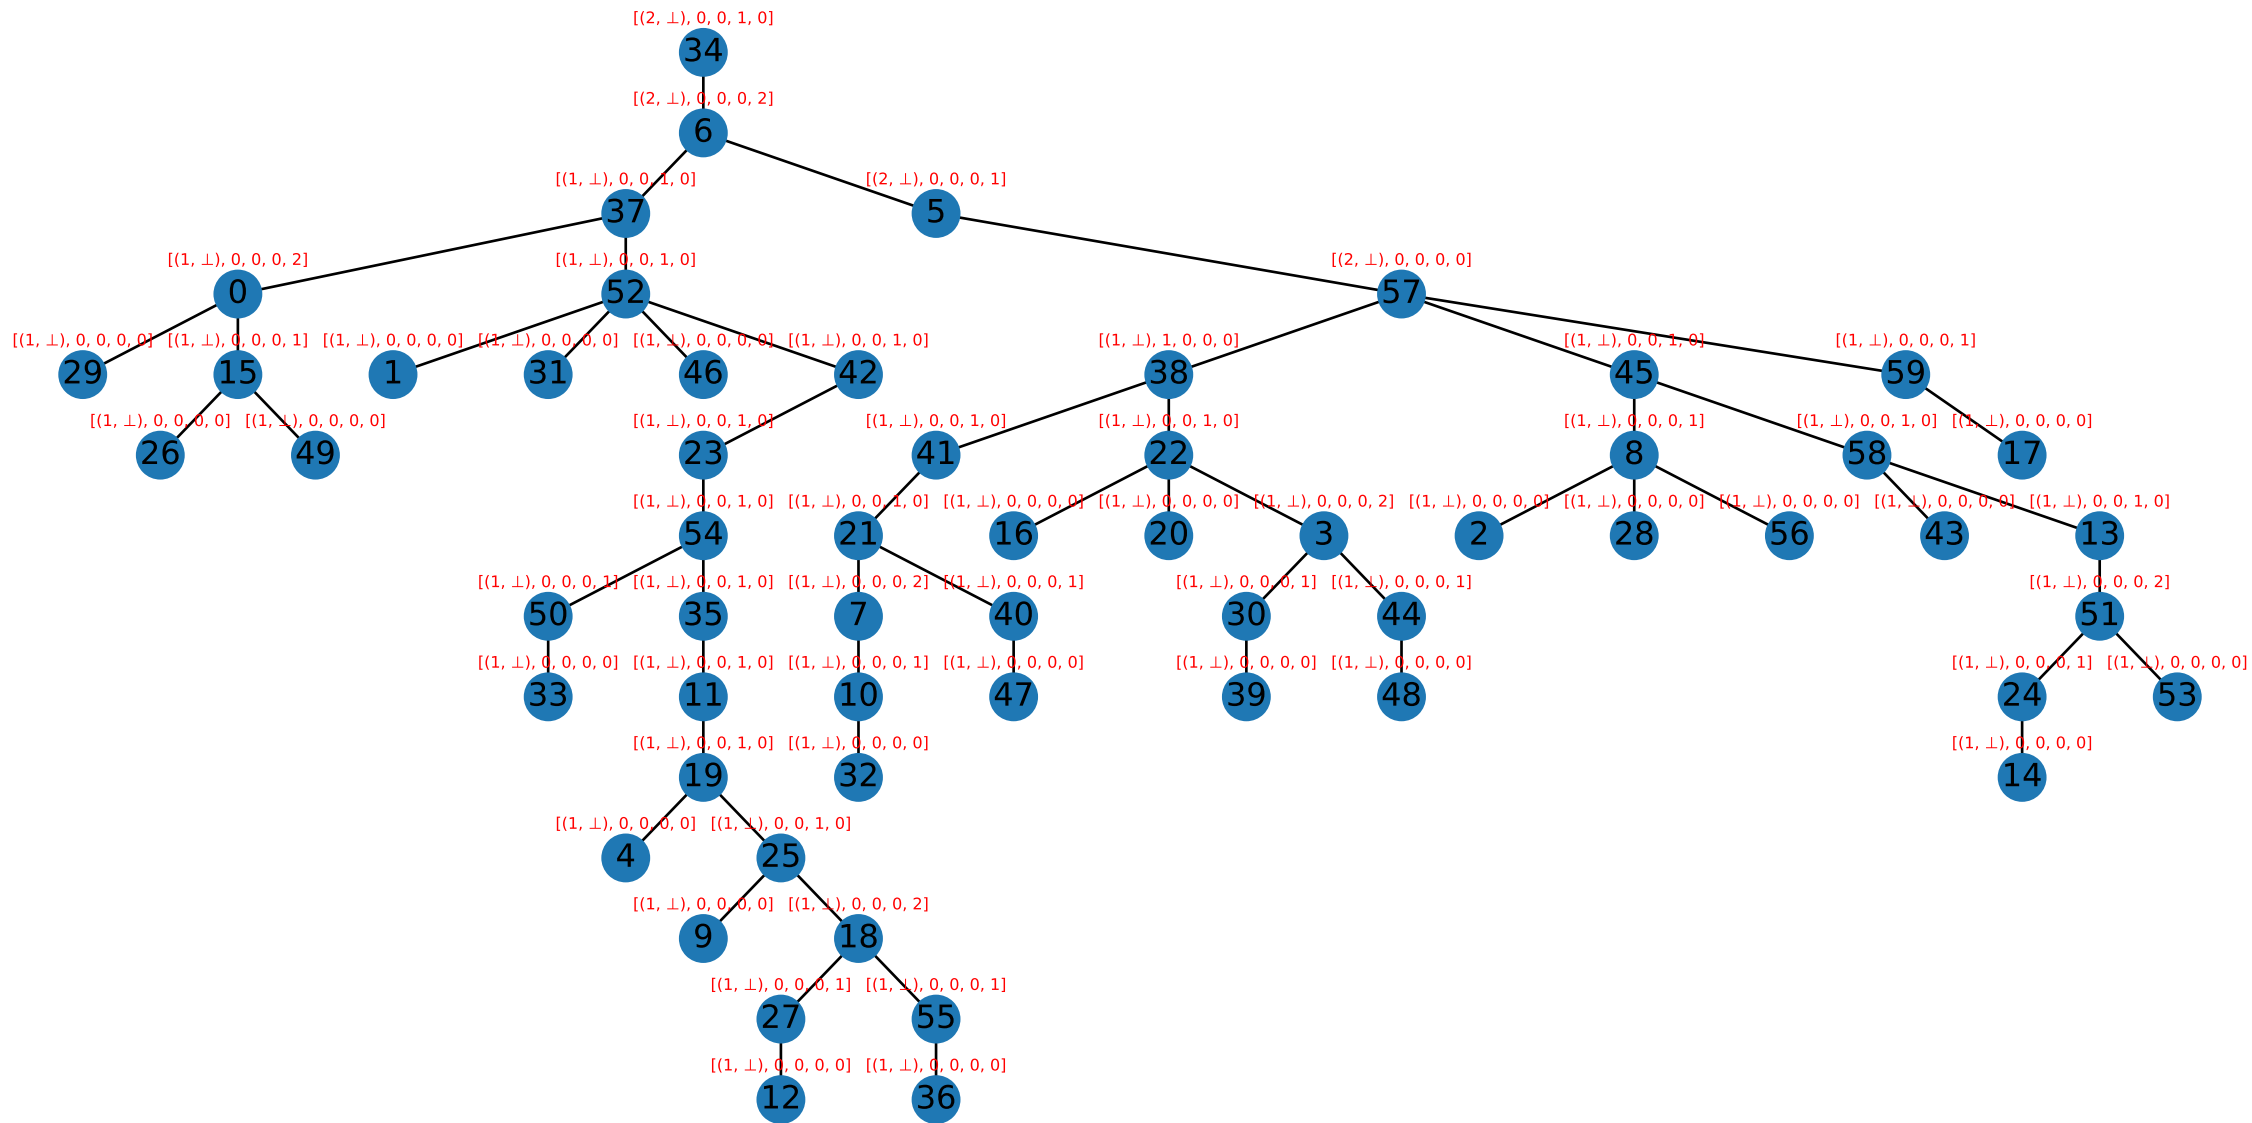 [(2, ⊥), 0, 0, 1, 0]
34
[(2, ⊥), 0, 0, 0, 2]
6
[(1, ⊥), 0, 0, 1, 0] [(2, ⊥), 0, 0, 0, 1]
37 5
[(1, ⊥), 0, 0, 0, 2] [(1, ⊥), 0, 0, 1, 0] [(2, ⊥), 0, 0, 0, 0]
0 52 57
[(1, ⊥), 0, 0, 0, 0] [(1, ⊥), 0, 0, 0, 1] [(1, ⊥), 0, 0, 0, 0] [(1, ⊥), 0, 0, 0, 0] [(1, ⊥), 0, 0, 0, 0] [(1, ⊥), 0, 0, 1, 0] [(1, ⊥), 1, 0, 0, 0] [(1, ⊥), 0, 0, 1, 0] [(1, ⊥), 0, 0, 0, 1]
29 15 1 31 46 42 38 45 59
[(1, ⊥), 0, 0, 0, 0] [(1, ⊥), 0, 0, 0, 0] [(1, ⊥), 0, 0, 1, 0] [(1, ⊥), 0, 0, 1, 0] [(1, ⊥), 0, 0, 1, 0] [(1, ⊥), 0, 0, 0, 1] [(1, ⊥), 0, 0, 1, 0] [(1, ⊥), 0, 0, 0, 0]
26 49 23 41 22 8 58 17
[(1, ⊥), 0, 0, 1, 0] [(1, ⊥), 0, 0, 1, 0] [(1, ⊥), 0, 0, 0, 0] [(1, ⊥), 0, 0, 0, 0] [(1, ⊥), 0, 0, 0, 2] [(1, ⊥), 0, 0, 0, 0] [(1, ⊥), 0, 0, 0, 0] [(1, ⊥), 0, 0, 0, 0] [(1, ⊥), 0, 0, 0, 0] [(1, ⊥), 0, 0, 1, 0]
54 21 16 20 3 2 28 56 43 13
[(1, ⊥), 0, 0, 0, 1] [(1, ⊥), 0, 0, 1, 0] [(1, ⊥), 0, 0, 0, 2] [(1, ⊥), 0, 0, 0, 1] [(1, ⊥), 0, 0, 0, 1] [(1, ⊥), 0, 0, 0, 1] [(1, ⊥), 0, 0, 0, 2]
50 35 7 40 30 44 51
[(1, ⊥), 0, 0, 0, 0] [(1, ⊥), 0, 0, 1, 0] [(1, ⊥), 0, 0, 0, 1] [(1, ⊥), 0, 0, 0, 0] [(1, ⊥), 0, 0, 0, 0] [(1, ⊥), 0, 0, 0, 0] [(1, ⊥), 0, 0, 0, 1] [(1, ⊥), 0, 0, 0, 0]
33 11 10 47 39 48 24 53
[(1, ⊥), 0, 0, 1, 0] [(1, ⊥), 0, 0, 0, 0] [(1, ⊥), 0, 0, 0, 0]
19 32 14
[(1, ⊥), 0, 0, 0, 0] [(1, ⊥), 0, 0, 1, 0]
4 25
[(1, ⊥), 0, 0, 0, 0] [(1, ⊥), 0, 0, 0, 2]
9 18
[(1, ⊥), 0, 0, 0, 1] [(1, ⊥), 0, 0, 0, 1]
27 55
[(1, ⊥), 0, 0, 0, 0] [(1, ⊥), 0, 0, 0, 0]
12 36